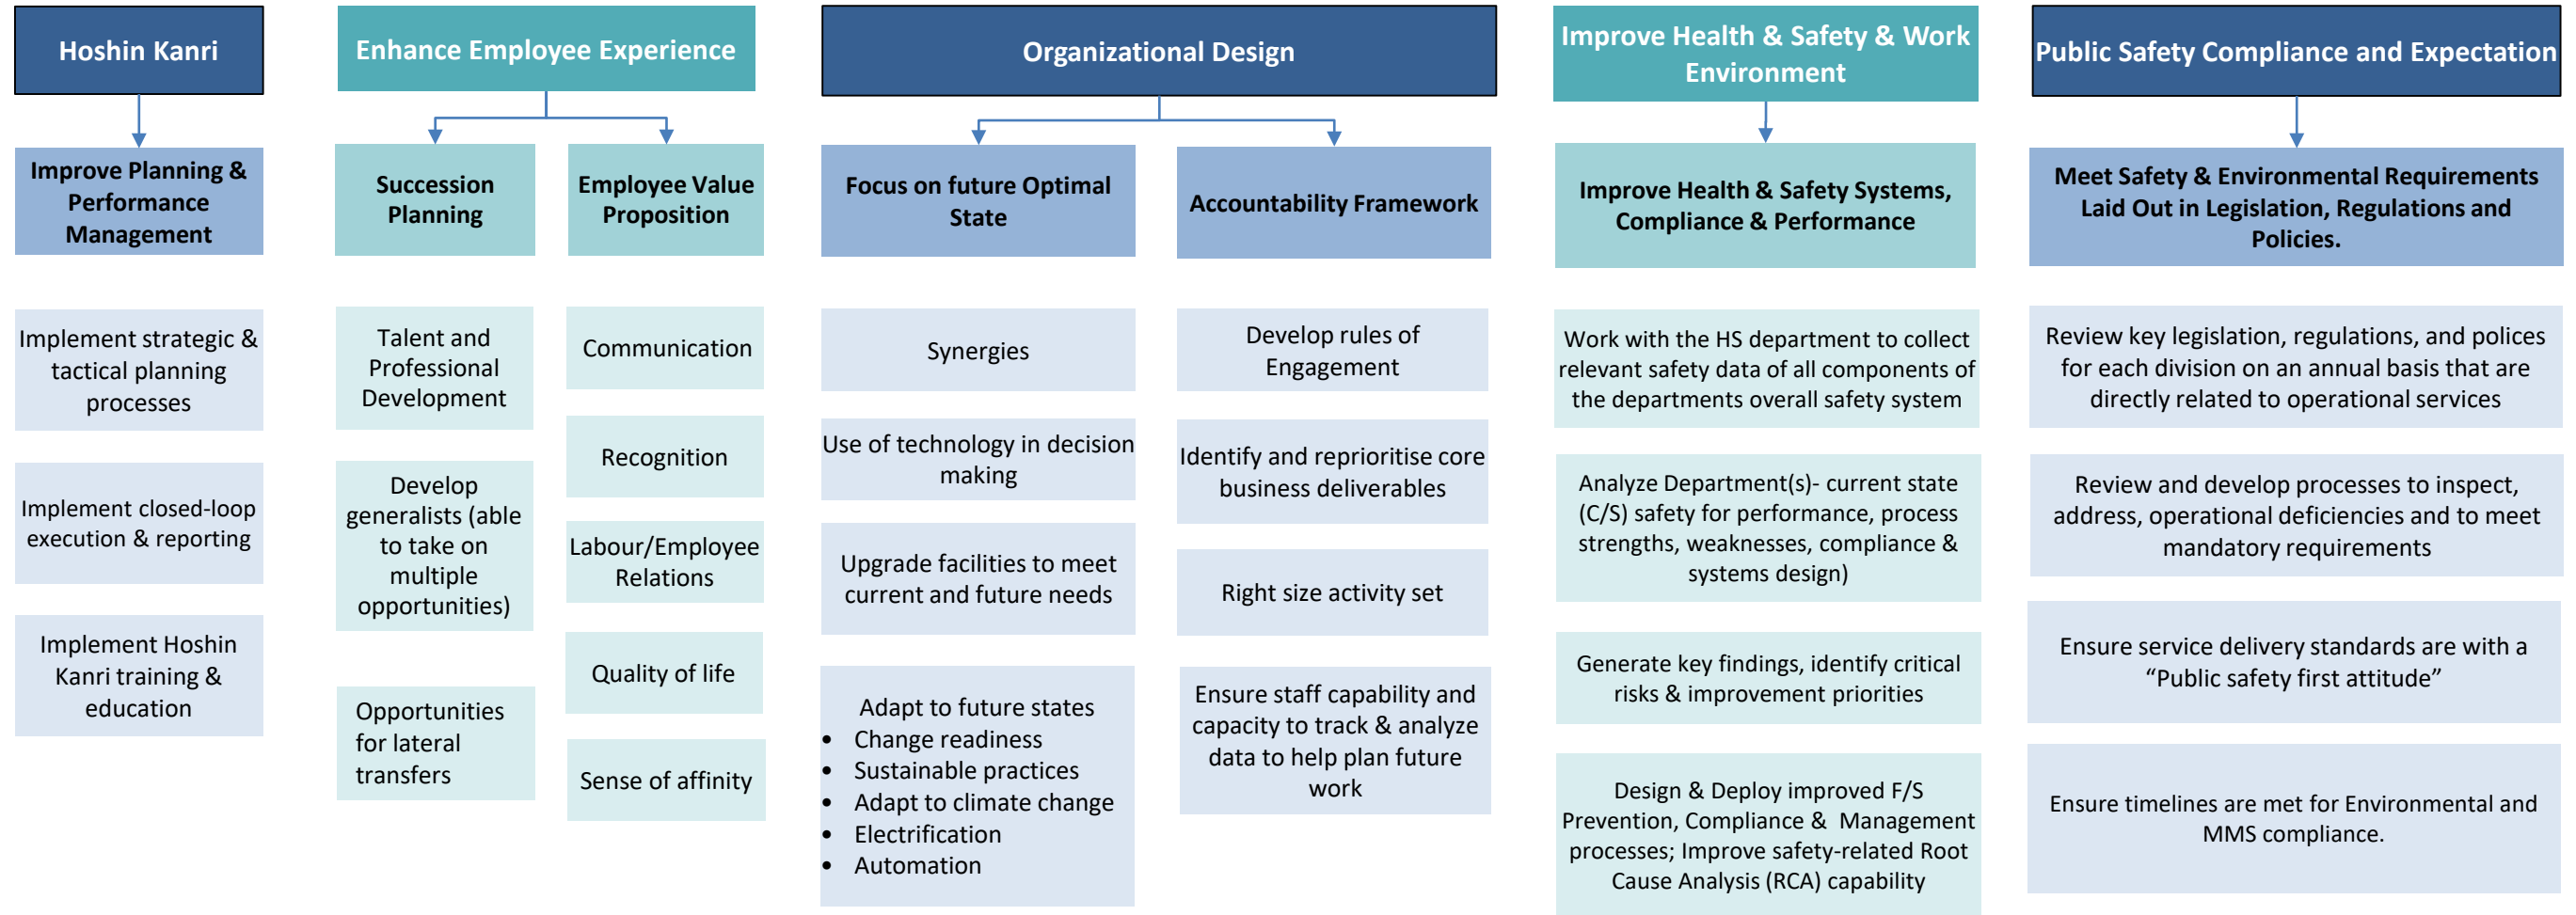 Hoshin Kanri
Improve Planning &
Performance
Management
Implement strategic &
tactical planning
processes
Implement closed-loop
execution & reporting
Implement Hoshin
Kanri training &
education
Enhance Employee Experience
Succession
Planning
Talent and
Professional
Development
Develop
generalists (able
to take on
multiple
opportunities)
Opportunities
for lateral
transfers
Employee Value
Proposition
Communication
Recognition
Labour/Employee
Relations
Quality of life
Sense of affinity
Organizational Design
Focus on future Optimal
State
Synergies
Use of technology in decision
making
Upgrade facilities to meet
current and future needs
Adapt to future states
• Change readiness
• Sustainable practices
• Adapt to climate change
• Electrification
• Automation
Accountability Framework
Develop rules of
Engagement
Identify and reprioritise core
business deliverables
Right size activity set
Ensure staff capability and
capacity to track & analyze
data to help plan future
work
Improve Health & Safety & Work
Environment
Improve Health & Safety Systems,
Compliance & Performance
Work with the HS department to collect
relevant safety data of all components of
the departments overall safety system
Analyze Department(s)- current state
(C/S) safety for performance, process
strengths, weaknesses, compliance &
systems design)
Generate key findings, identify critical
risks & improvement priorities
Design & Deploy improved F/S
Prevention, Compliance & Management
processes; Improve safety-related Root
Cause Analysis (RCA) capability
Public Safety Compliance and Expectation
Meet Safety & Environmental Requirements
Laid Out in Legislation, Regulations and
Policies.
Review key legislation, regulations, and polices
for each division on an annual basis that are
directly related to operational services
Review and develop processes to inspect,
address, operational deficiencies and to meet
mandatory requirements
Ensure service delivery standards are with a
“Public safety first attitude”
Ensure timelines are met for Environmental and
MMS compliance.